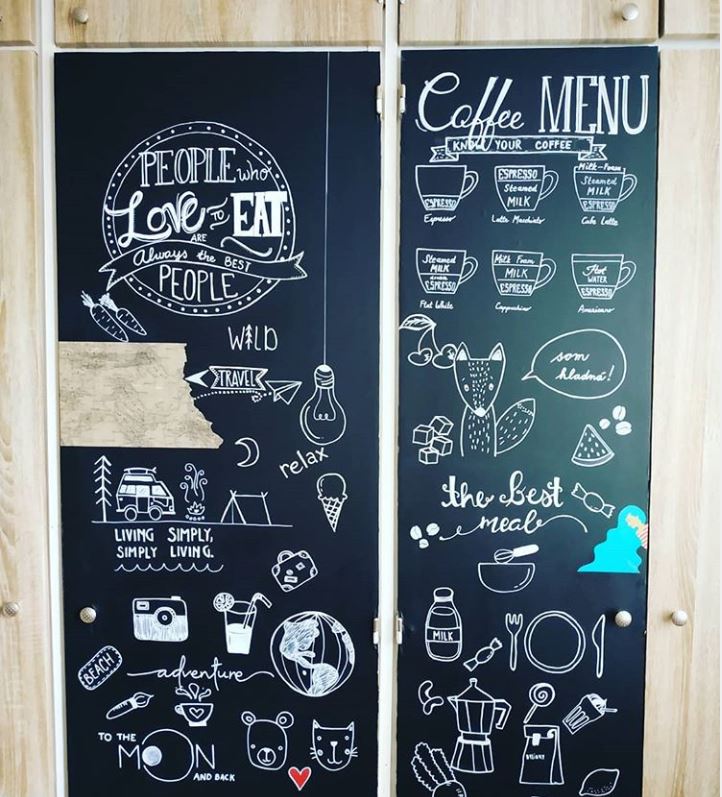 PEOPLE who
Love TO EAT
ARE
Always the BEST
PEOPLE
WILD
TRAVEL
relax
LIVING SIMPLY,
SIMPLY LIVING.
BEACH
adventure
TO THE
MOON
AND BACK
Coffee MENU
KNOW YOUR COFFEE
ESPRESSO
Espresso
ESPRESSO
Steamed
MILK
Latte Macchiato
Milk-Foam
Steamed
MILK
ESPRESSO
Cafe Latte
Steamed
MILK
ESPRESSO
Flat White
Milk Foam
MILK
ESPRESSO
Cappuccino
Hot
WATER
ESPRESSO
Americano
som
hladná!
the best
meal
MILK